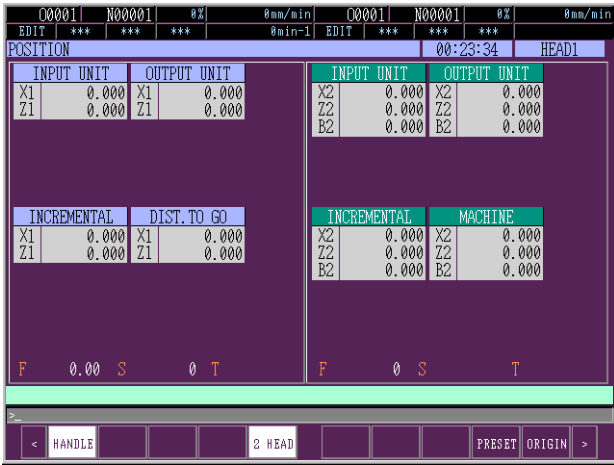 O0001 N0001 0% 0mm/min O0001 N0001 0% 0mm/min
EDIT *** *** *** 0min-1 EDIT *** *** ***
POSITION 00:23:34 HEAD1
INPUT UNIT OUTPUT UNIT INPUT UNIT OUTPUT UNIT
X1 0.000 X1 0.000 X2 0.000 X2 0.000
Z1 0.000 Z1 0.000 Z2 0.000 Z2 0.000
B2 0.000 B2 0.000
INCREMENTAL DIST.TO GO INCREMENTAL MACHINE
X1 0.000 X1 0.000 X2 0.000 X2 0.000
Z1 0.000 Z1 0.000 Z2 0.000 Z2 0.000
B2 0.000 B2 0.000
F 0.00 S 0 T F 0 S T
>_
< HANDLE 2 HEAD PRESET ORIGIN >